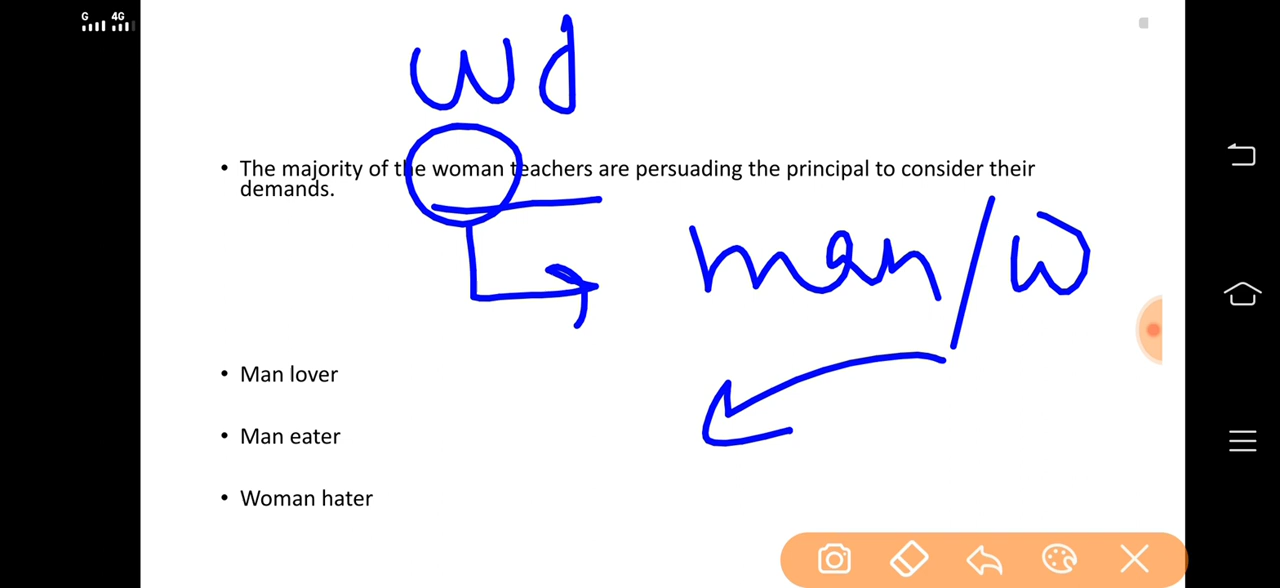 G 4G
wd
• The majority of the woman teachers are persuading the principal to consider their
demands.
man/w
• Man lover
• Man eater
• Woman hater